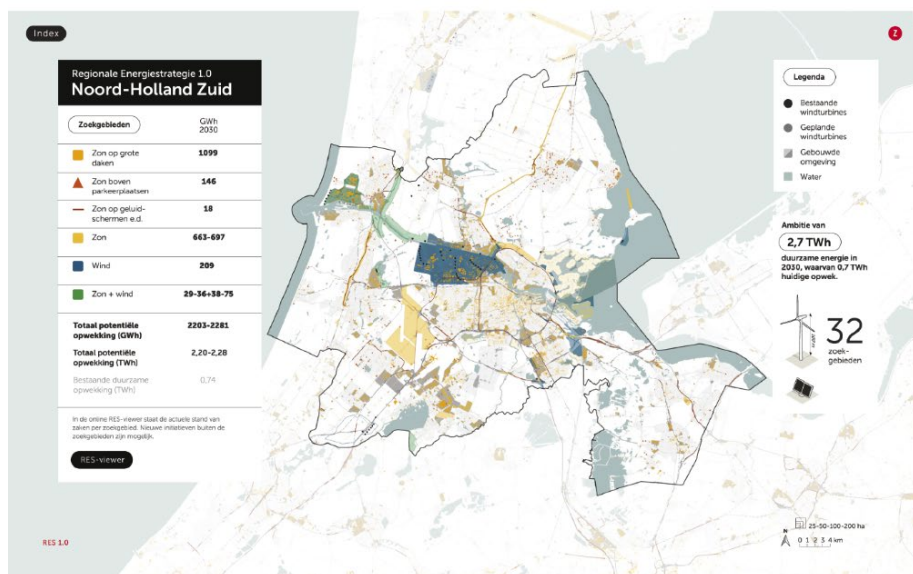 Index
Z
Regionale Energiestrategie 1.0
Noord-Holland Zuid
Zoekgebieden
GWh
2030
Zon op grote
daken
1099
Zon boven
parkeerplaatsen
146
Zon op geluid-
schermen e.d.
18
Zon
663-697
Wind
209
Zon + wind
29-36+38-75
Totaal potentiële
opwekking (GWh)
2203-2281
Totaal potentiële
opwekking (TWh)
2,20-2,28
Bestaande duurzame
opwekking (TWh)
0,74
In de online RES-viewer staat de actuele stand van
zaken per zoekgebied. Nieuwe initiatieven buiten de
zoekgebieden zijn mogelijk.
RES-viewer
RES 1.0
Legenda
Bestaande
windturbines
Geplande
windturbines
Gebouwde
omgeving
Water
Ambitie van
2,7 TWh
duurzame energie in
2030, waarvan 0,7 TWh
huidige opwek.
32
zoek-
gebieden
25-50-100-200 ha
N
0 1 2 3 4 km